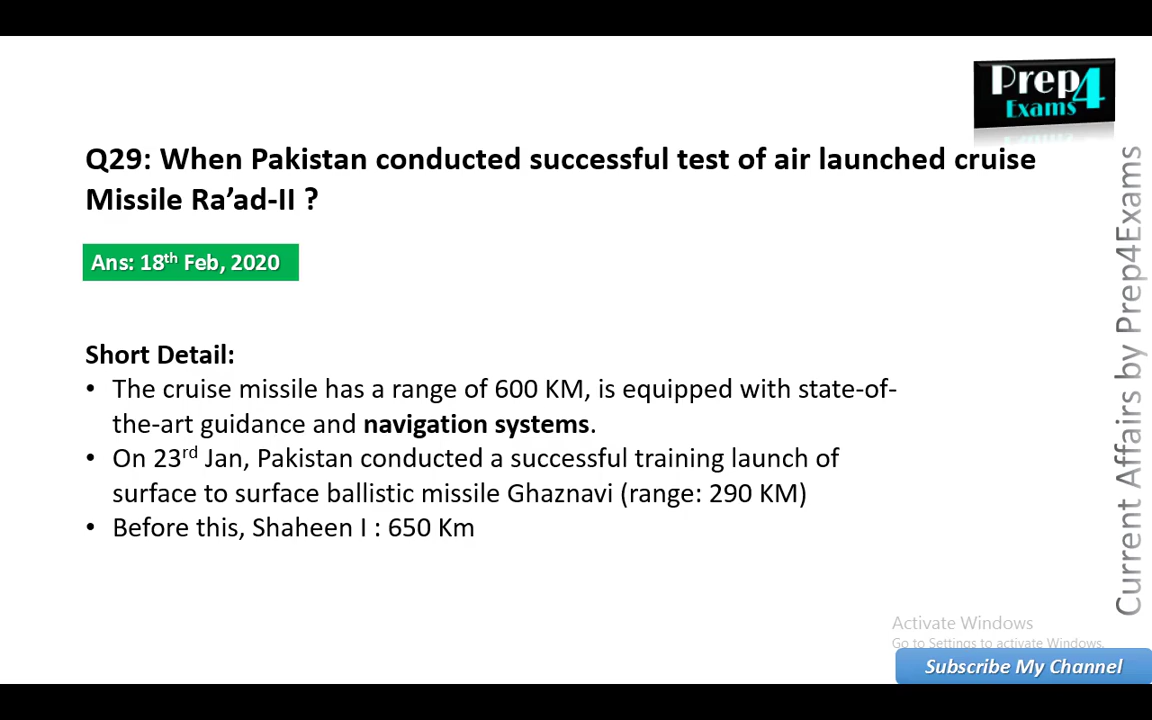 Prep4
Exams
Q29: When Pakistan conducted successful test of air launched cruise
Missile Ra’ad-II ?
Ans: 18th Feb, 2020
Short Detail:
• The cruise missile has a range of 600 KM, is equipped with state-of-
the-art guidance and navigation systems.
• On 23rd Jan, Pakistan conducted a successful training launch of
surface to surface ballistic missile Ghaznavi (range: 290 KM)
• Before this, Shaheen I : 650 Km
Current Affairs by Prep4Exams
Activate Windows
Go to Settings to activate Windows.
Subscribe My Channel